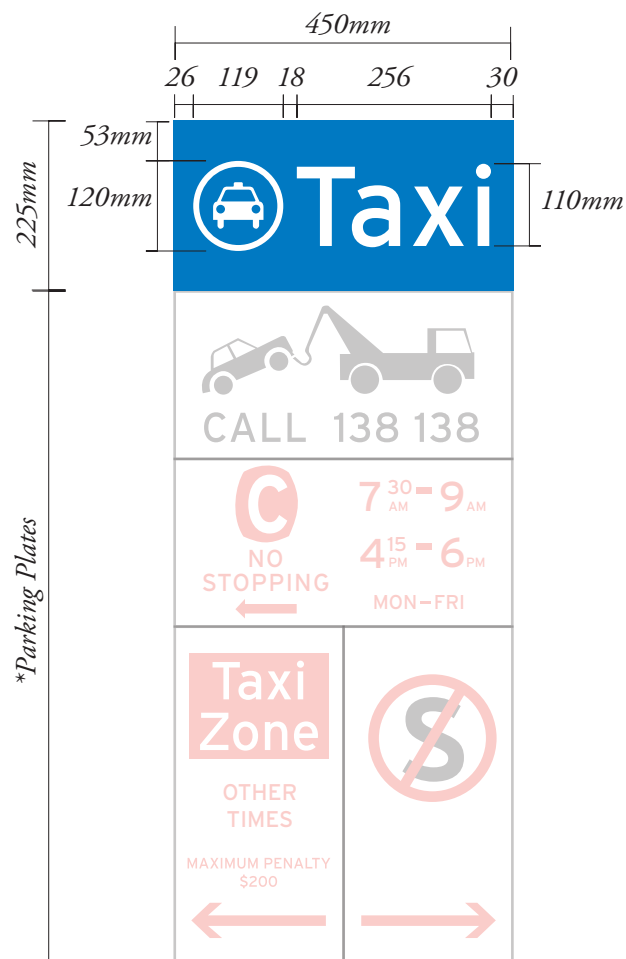 450mm
26 119 18 256 30
53mm
120mm
225mm
110mm
Taxi
CALL 138 138
C
NO
STOPPING
7 30 AM - 9 AM
4 15 PM - 6 PM
MON-FRI
*Parking Plates
Taxi
Zone
OTHER
TIMES
MAXIMUM PENALTY
$200
S